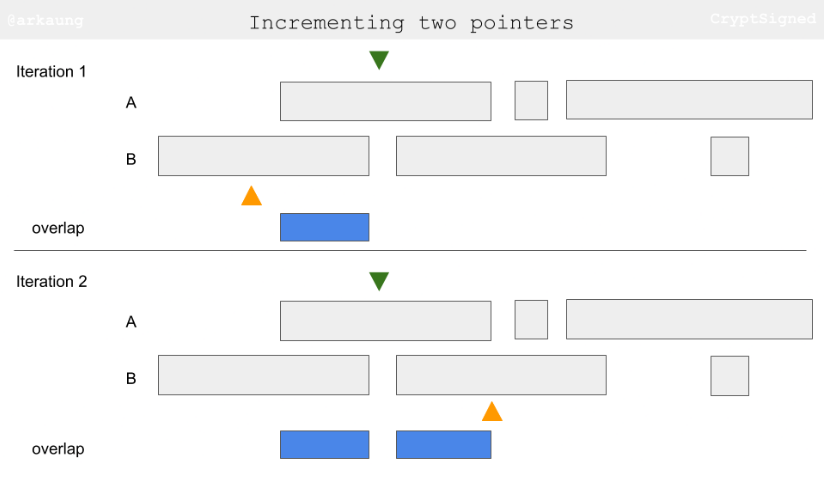 @arkaung
Incrementing two pointers
CryptSigned
Iteration 1
A
B
overlap
Iteration 2
A
B
overlap